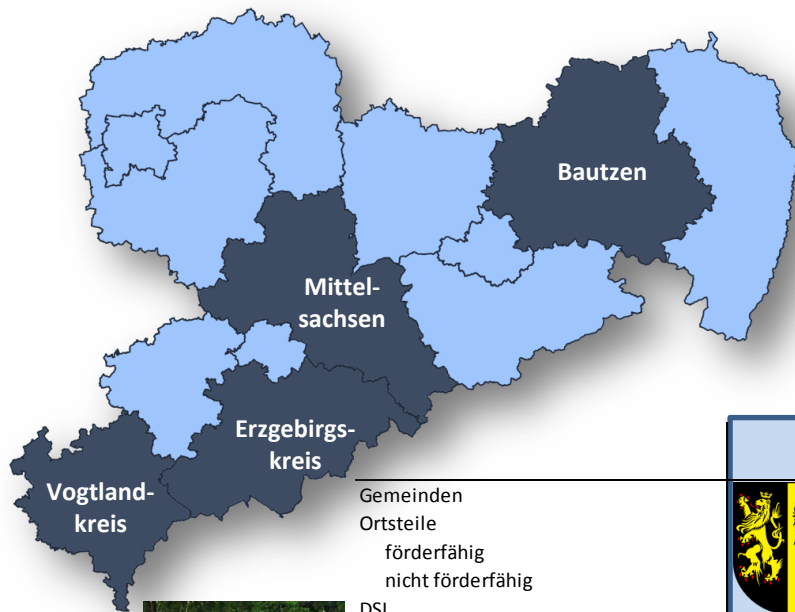 Bautzen
Mittel-
sachsen
Erzgebirgs-
kreis
Vogtland-
kreis
Gemeinden
Ortsteile
förderfähig
nicht förderfähig
DSL